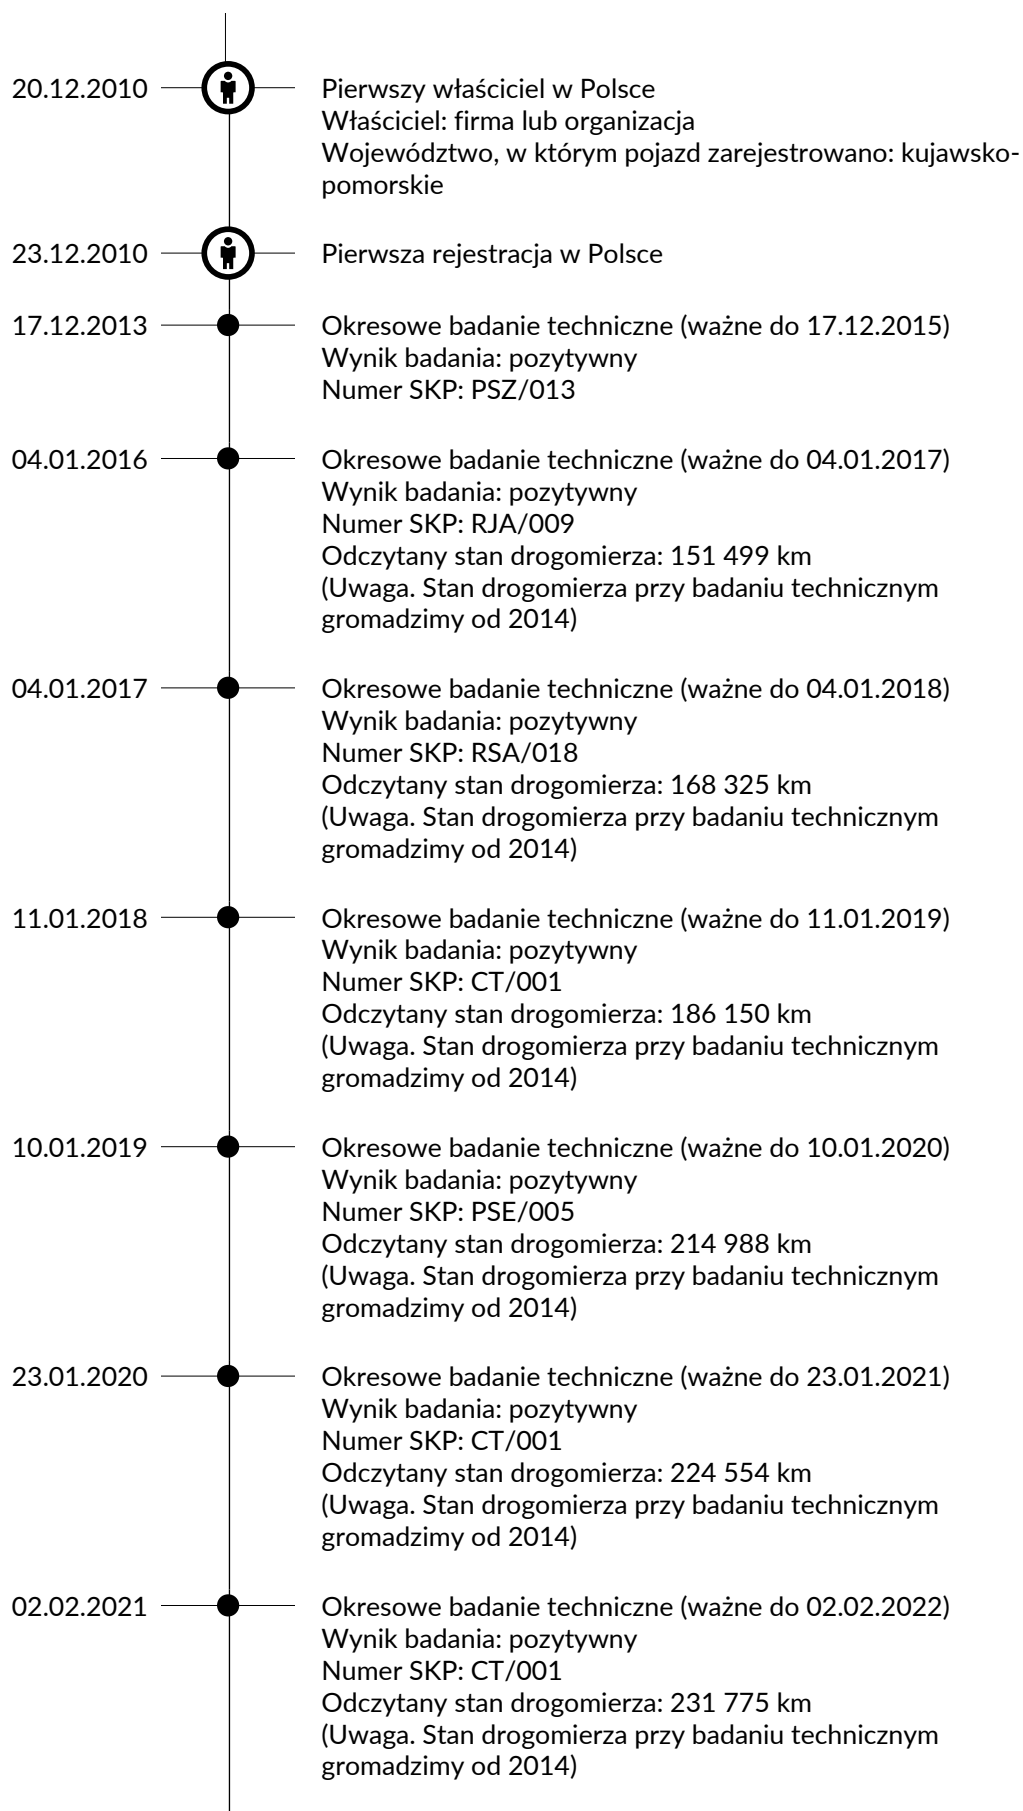 20.12.2010
Pierwszy właściciel w Polsce
Właściciel: firma lub organizacja
Województwo, w którym pojazd zarejestrowano: kujawsko-
pomorskie
23.12.2010
Pierwsza rejestracja w Polsce
17.12.2013
Okresowe badanie techniczne (ważne do 17.12.2015)
Wynik badania: pozytywny
Numer SKP: PSZ/013
04.01.2016
Okresowe badanie techniczne (ważne do 04.01.2017)
Wynik badania: pozytywny
Numer SKP: RJA/009
Odczytany stan drogomierza: 151 499 km
(Uwaga. Stan drogomierza przy badaniu technicznym
gromadzimy od 2014)
04.01.2017
Okresowe badanie techniczne (ważne do 04.01.2018)
Wynik badania: pozytywny
Numer SKP: RSA/018
Odczytany stan drogomierza: 168 325 km
(Uwaga. Stan drogomierza przy badaniu technicznym
gromadzimy od 2014)
11.01.2018
Okresowe badanie techniczne (ważne do 11.01.2019)
Wynik badania: pozytywny
Numer SKP: CT/001
Odczytany stan drogomierza: 186 150 km
(Uwaga. Stan drogomierza przy badaniu technicznym
gromadzimy od 2014)
10.01.2019
Okresowe badanie techniczne (ważne do 10.01.2020)
Wynik badania: pozytywny
Numer SKP: PSE/005
Odczytany stan drogomierza: 214 988 km
(Uwaga. Stan drogomierza przy badaniu technicznym
gromadzimy od 2014)
23.01.2020
Okresowe badanie techniczne (ważne do 23.01.2021)
Wynik badania: pozytywny
Numer SKP: CT/001
Odczytany stan drogomierza: 224 554 km
(Uwaga. Stan drogomierza przy badaniu technicznym
gromadzimy od 2014)
02.02.2021
Okresowe badanie techniczne (ważne do 02.02.2022)
Wynik badania: pozytywny
Numer SKP: CT/001
Odczytany stan drogomierza: 231 775 km
(Uwaga. Stan drogomierza przy badaniu technicznym
gromadzimy od 2014)